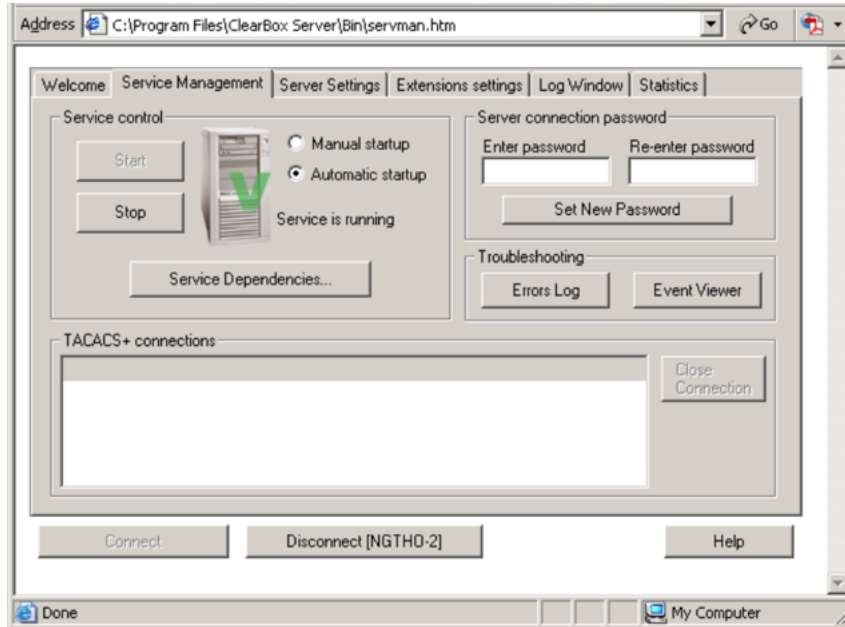 Address C:\Program Files\ClearBox Server\Bin\servman.htm Go
Welcome Service Management Server Settings Extensions settings Log Window Statistics
Service control
Start
Manual startup
Automatic startup
Stop
V
Service is running
Service Dependencies...
Server connection password
Enter password Re-enter password
Set New Password
Troubleshooting
Errors Log Event Viewer
TACACS+ connections
Close
Connection
Connect Disconnect [NGTHO-2] Help
Done My Computer